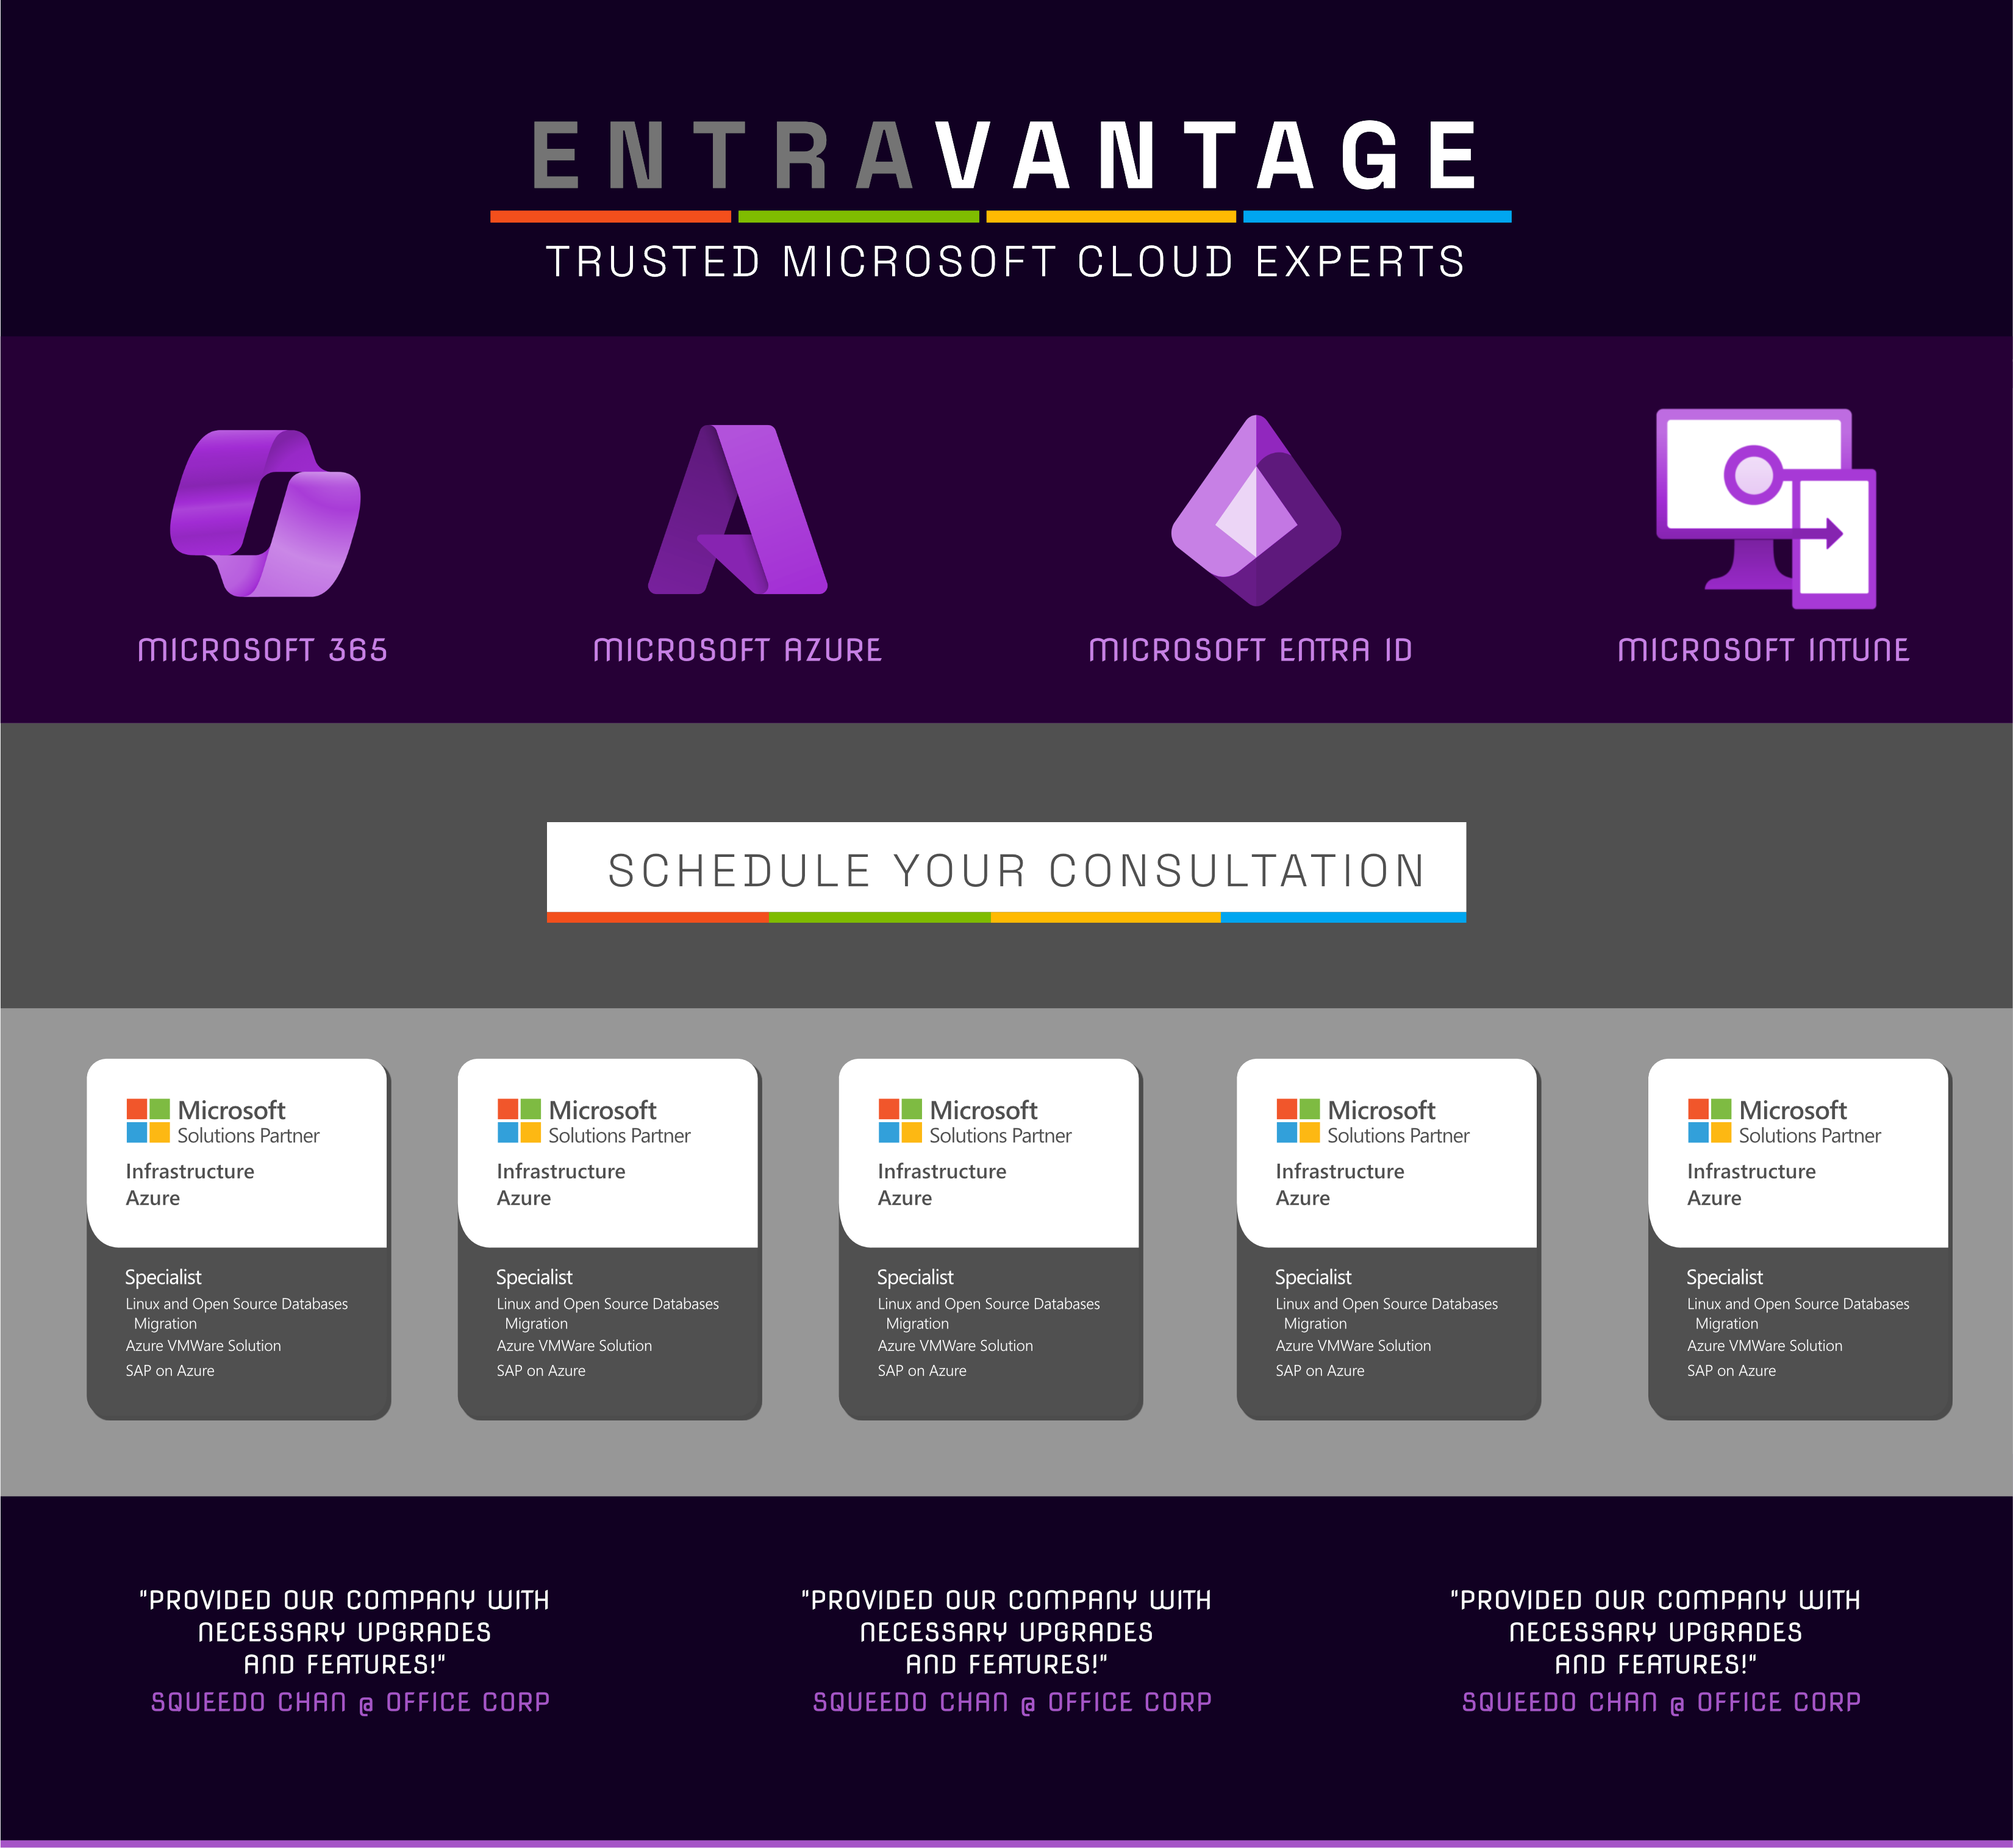 ENTRAVANTAGE
TRUSTED MICROSOFT CLOUD EXPERTS
MICROSOFT 365
MICROSOFT AZURE
MICROSOFT ENTRA ID
MICROSOFT INTUNE
SCHEDULE YOUR CONSULTATION
Microsoft
Solutions Partner
Infrastructure
Azure
Specialist
Linux and Open Source Databases
Migration
Azure VMWare Solution
SAP on Azure
Microsoft
Solutions Partner
Infrastructure
Azure
Specialist
Linux and Open Source Databases
Migration
Azure VMWare Solution
SAP on Azure
Microsoft
Solutions Partner
Infrastructure
Azure
Specialist
Linux and Open Source Databases
Migration
Azure VMWare Solution
SAP on Azure
Microsoft
Solutions Partner
Infrastructure
Azure
Specialist
Linux and Open Source Databases
Migration
Azure VMWare Solution
SAP on Azure
Microsoft
Solutions Partner
Infrastructure
Azure
Specialist
Linux and Open Source Databases
Migration
Azure VMWare Solution
SAP on Azure
"PROVIDED OUR COMPANY WITH
NECESSARY UPGRADES
AND FEATURES!"
SQUEEDO CHAN @ OFFICE CORP
"PROVIDED OUR COMPANY WITH
NECESSARY UPGRADES
AND FEATURES!"
SQUEEDO CHAN @ OFFICE CORP
"PROVIDED OUR COMPANY WITH
NECESSARY UPGRADES
AND FEATURES!"
SQUEEDO CHAN @ OFFICE CORP